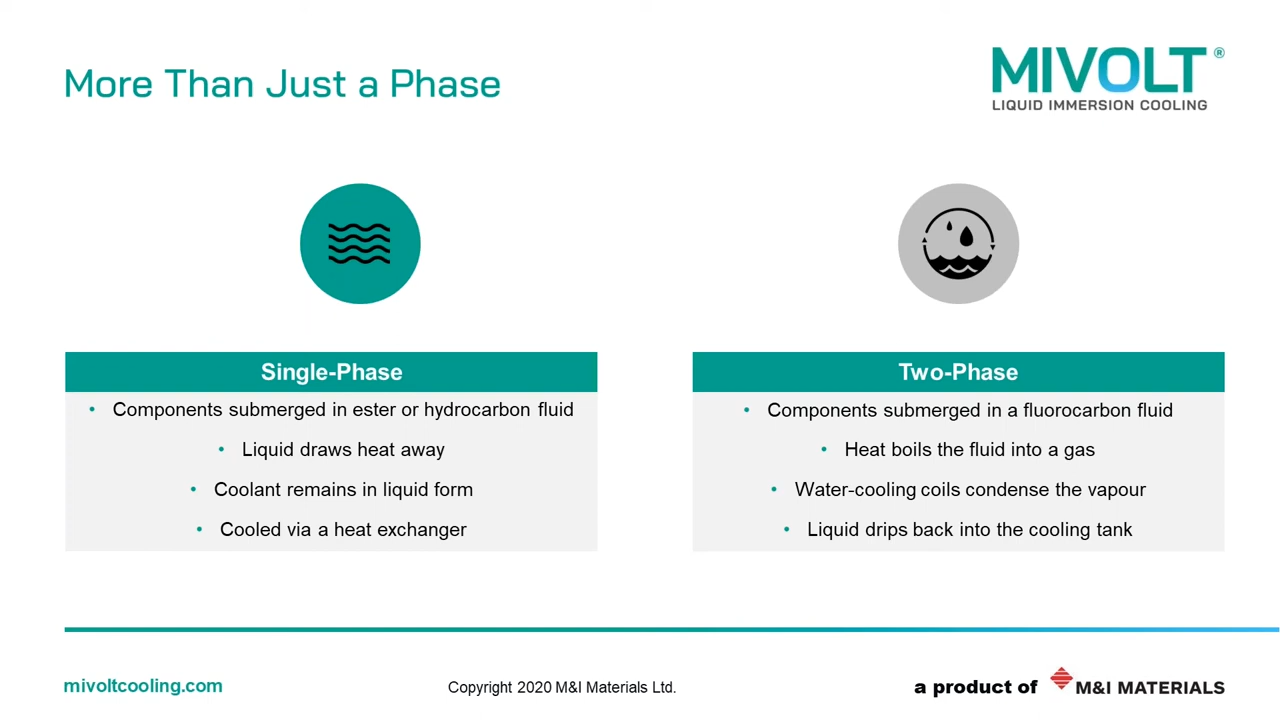 More Than Just a Phase
MIVOLT®
LIQUID IMMERSION COOLING
Single-Phase
• Components submerged in ester or hydrocarbon fluid
• Liquid draws heat away
• Coolant remains in liquid form
• Cooled via a heat exchanger
Two-Phase
• Components submerged in a fluorocarbon fluid
• Heat boils the fluid into a gas
• Water-cooling coils condense the vapour
• Liquid drips back into the cooling tank
mivoltcooling.com
Copyright 2020 M&I Materials Ltd.
a product of M&I MATERIALS